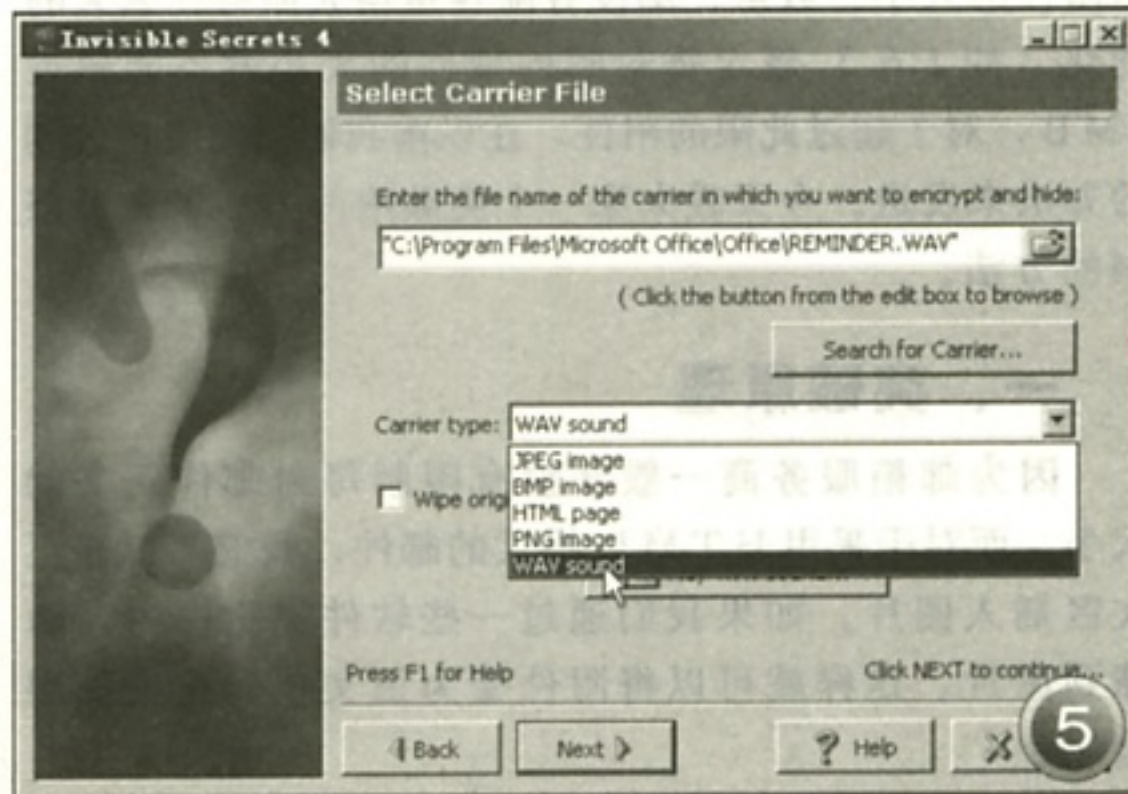 Invisible Secrets 4
Select Carrier File
Enter the file name of the carrier in which you want to encrypt and hide:
"C:\Program Files\Microsoft Office\Office\REMINDER.WAV"
( Click the button from the edit box to browse )
Search for Carrier...
Carrier type: WAV sound
JPEG image
BMP image
Wipe orig
HTML page
PNG image
WAV sound
Press F1 for Help
Click NEXT to continue...
Back
Next
? Help
5